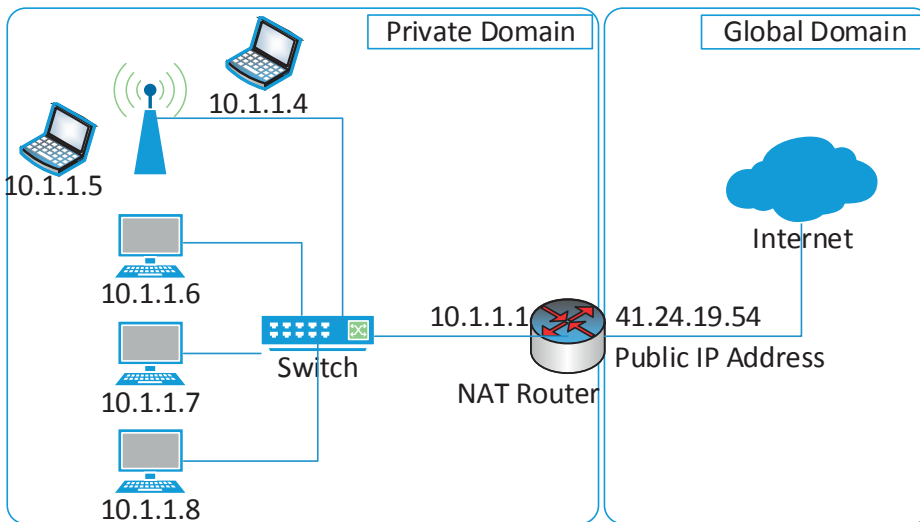 Private Domain
Global Domain
10.1.1.4
10.1.1.5
Internet
10.1.1.6
10.1.1.1
41.24.19.54
Switch
Public IP Address
NAT Router
10.1.1.7
10.1.1.8